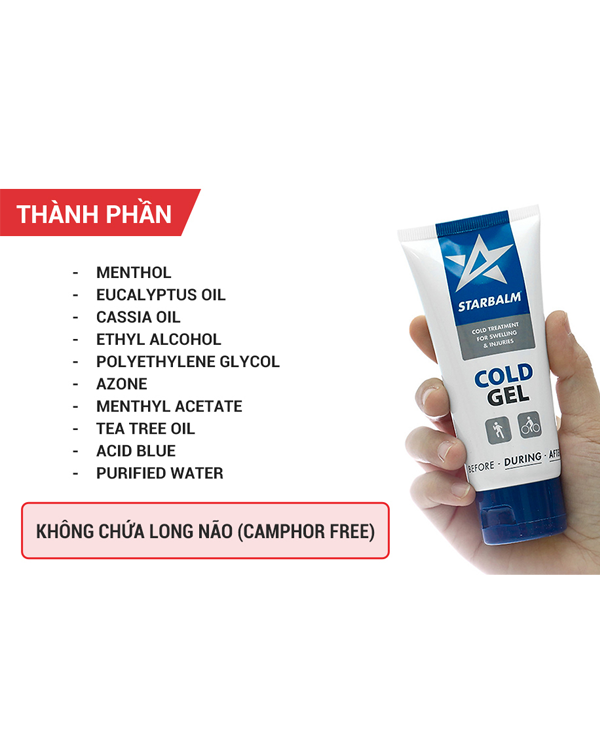 THÀNH PHẦN
- MENTHOL
- EUCALYPTUS OIL
- CASSIA OIL
- ETHYL ALCOHOL
- POLYETHYLENE GLYCOL
- AZONE
- MENTHYL ACETATE
- TEA TREE OIL
- ACID BLUE
- PURIFIED WATER
KHÔNG CHỨA LONG NÃO (CAMPHOR FREE)
STARBALM®
COLD TREATMENT
FOR SWELLING
& INJURIES
COLD
GEL
BEFORE - DURING - AFTE